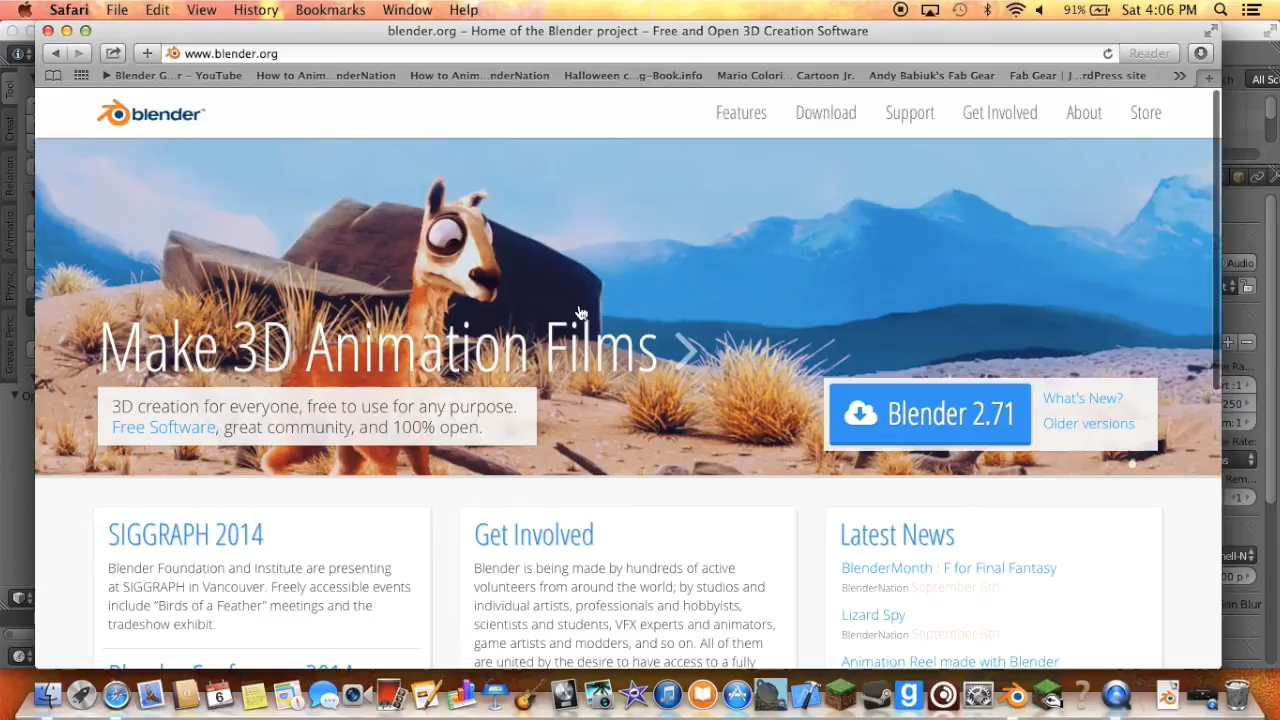 Safari File Edit View History Bookmarks Window Help 91% Sat 4:06 PM
blender.org – Home of the Blender project – Free and Open 3D Creation Software
www.blender.org Reader
Blender G...r – YouTube How to Anim...nderNation How to Anim...nderNation Halloween c...g-Book.info Mario Colori... Cartoon Jr. Andy Babiuk's Fab Gear Fab Gear | J...rdPress site
blender Features Download Support Get Involved About Store
Make 3D Animation Films
3D creation for everyone, free to use for any purpose.
Free Software, great community, and 100% open.
Blender 2.71
What's New?
Older versions
SIGGRAPH 2014
Blender Foundation and Institute are presenting
at SIGGRAPH in Vancouver. Freely accessible events
include “Birds of a Feather” meetings and the
tradeshow exhibit.
Get Involved
Blender is being made by hundreds of active
volunteers from around the world; by studios and
individual artists, professionals and hobbyists,
scientists and students, VFX experts and animators,
game artists and modders, and so on. All of them
are united by the desire to have access to a fully
Latest News
BlenderMonth : F for Final Fantasy
BlenderNation September 6th
Lizard Spy
BlenderNation September 6th
Animation Reel made with Blender
Audio